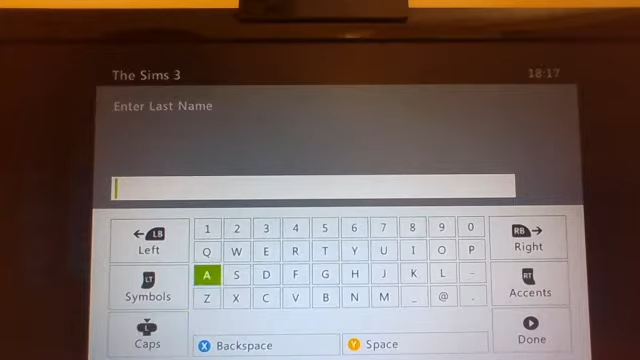 The Sims 3 18:17
Enter Last Name
LB 1 2 3 4 5 6 7 8 9 0 RB
Left Q W E R T Y U I O P Right
LT A S D F G H J K L - RT
Symbols Z X C V B N M _ @ . Accents
L
Caps X Backspace Y Space Done